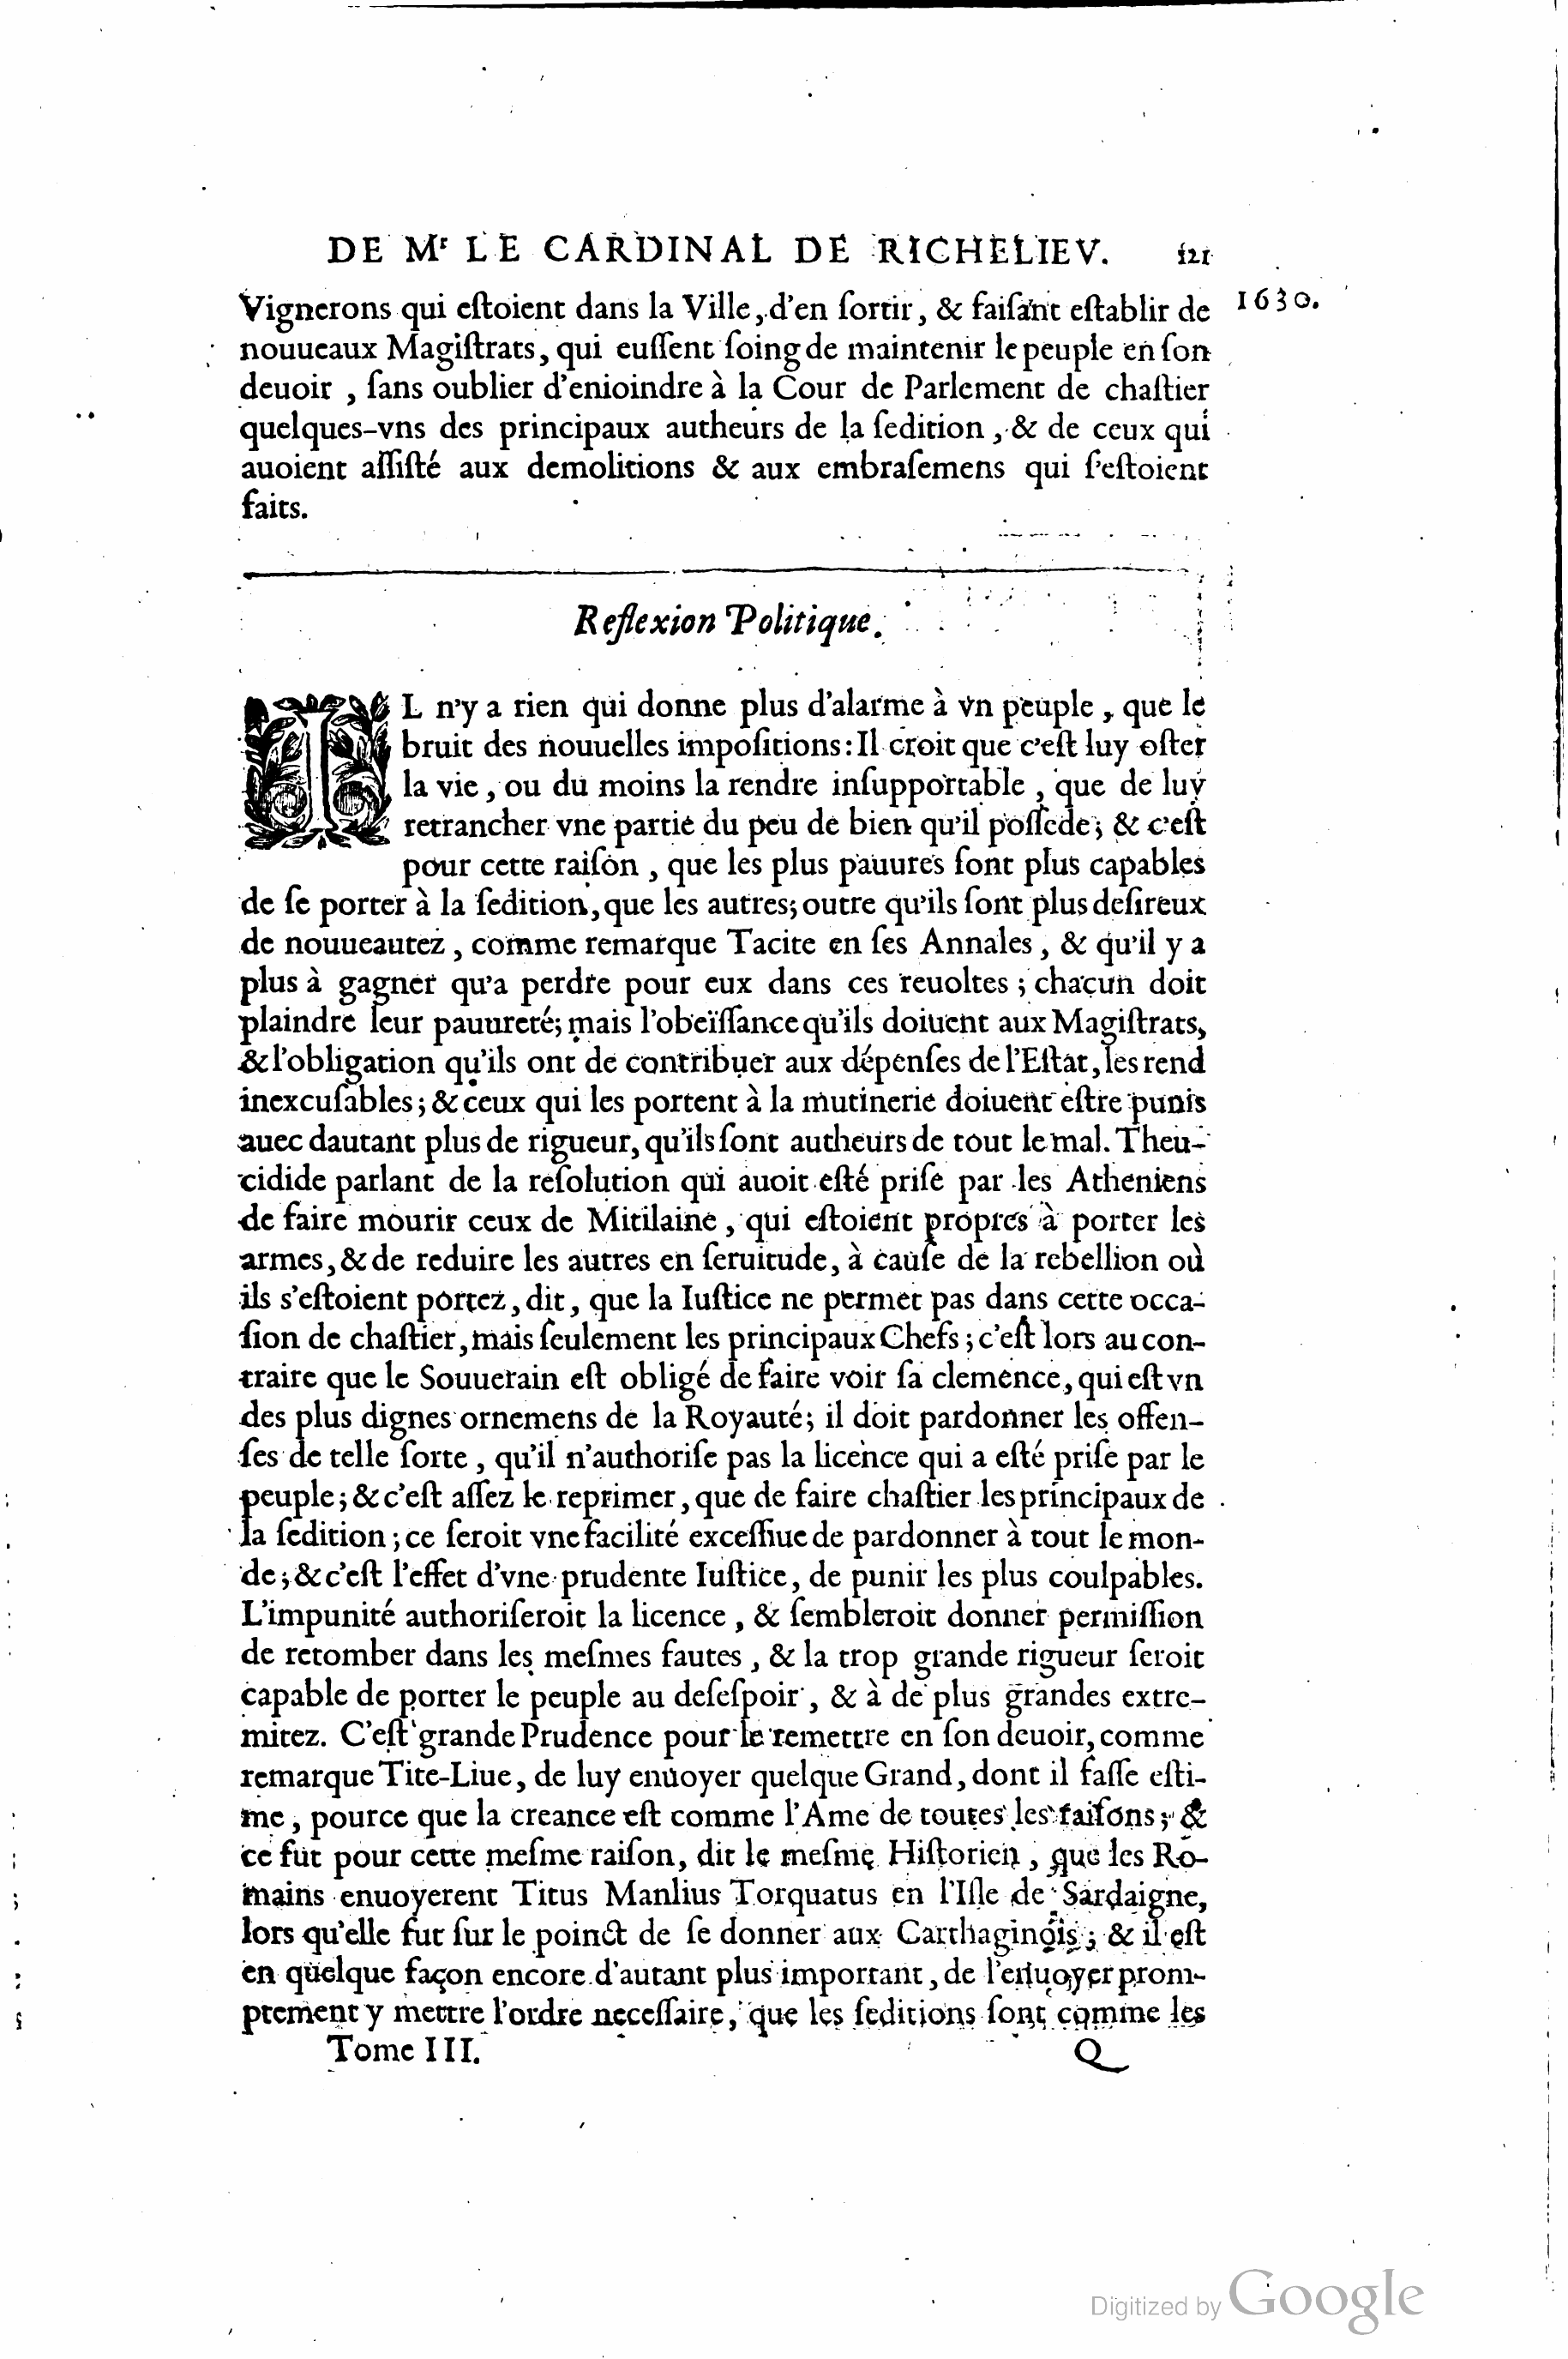 DE Mʳ LE CARDINAL DE RICHELIEV. 121
1630.
Vignerons qui eſtoient dans la Ville, d'en ſortir, & faiſant eſtablir de
nouueaux Magiſtrats, qui euſſent ſoing de maintenir le peuple en ſon
deuoir, ſans oublier d'enioindre à la Cour de Parlement de chaſtier
quelques-vns des principaux autheurs de la ſedition, & de ceux qui
auoient aſſiſté aux demolitions & aux embraſemens qui ſ'eſtoient
faits.
Reflexion Politique.
IL n'y a rien qui donne plus d'alarme à vn peuple, que le
bruit des nouuelles impoſitions: Il croit que c'eſt luy oſter
la vie, ou du moins la rendre inſupportable, que de luy
retrancher vne partie du peu de bien qu'il poſſede; & c'eſt
pour cette raiſon, que les plus pauures ſont plus capables
de ſe porter à la ſedition, que les autres; outre qu'ils ſont plus deſireux
de nouueautez, comme remarque Tacite en ſes Annales, & qu'il y a
plus à gagner qu'a perdre pour eux dans ces reuoltes; chacun doit
plaindre leur pauureté; mais l'obeïſſance qu'ils doiuent aux Magiſtrats,
& l'obligation qu'ils ont de contribuer aux dépenſes de l'Eſtat, les rend
inexcuſables; & ceux qui les portent à la mutinerie doiuent eſtre punis
auec dautant plus de rigueur, qu'ils ſont autheurs de tout le mal. Theu-
cidide parlant de la reſolution qui auoit eſté priſe par les Atheniens
de faire mourir ceux de Mitilaine, qui eſtoient propres à porter les
armes, & de reduire les autres en ſeruitude, à cauſe de la rebellion où
ils s'eſtoient portez, dit, que la Iuſtice ne permet pas dans cette occa-
ſion de chaſtier, mais ſeulement les principaux Chefs; c'eſt lors au con-
traire que le Souuerain eſt obligé de faire voir ſa clemence, qui eſt vn
des plus dignes ornemens de la Royauté; il doit pardonner les offen-
ſes de telle ſorte, qu'il n'authoriſe pas la licence qui a eſté priſe par le
peuple; & c'eſt aſſez le reprimer, que de faire chaſtier les principaux de
la ſedition; ce ſeroit vne facilité exceſſiue de pardonner à tout le mon-
de; & c'eſt l'effet d'vne prudente Iuſtice, de punir les plus coulpables.
L'impunité authoriſeroit la licence, & ſembleroit donner permiſſion
de retomber dans les meſmes fautes, & la trop grande rigueur ſeroit
capable de porter le peuple au deſeſpoir, & à de plus grandes extre-
mitez. C'eſt grande Prudence pour le remettre en ſon deuoir, comme
remarque Tite-Liue, de luy enuoyer quelque Grand, dont il faſſe eſti-
me, pource que la creance eſt comme l'Ame de toutes les raiſons; &
ce fut pour cette meſme raiſon, dit le meſme Hiſtorien, que les Ro-
mains enuoyerent Titus Manlius Torquatus en l'Iſle de Sardaigne,
lors qu'elle fut ſur le poinct de ſe donner aux Carthaginois; & il eſt
en quelque façon encore d'autant plus important, de l'enuoyer prom-
ptement y mettre l'ordre neceſſaire, que les ſeditions ſont comme les
Tome III. Q
Digitized by Google